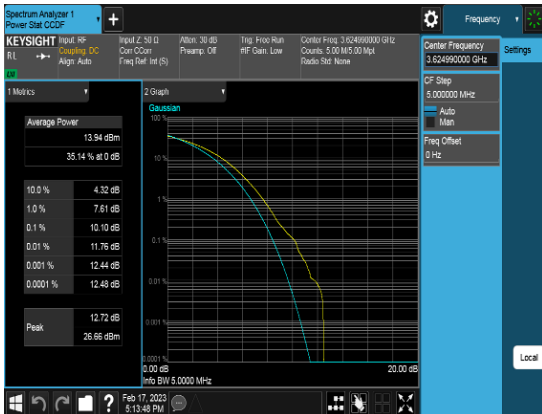 Spectrum Analyzer 1
Power Stat CCDF
Frequency
KEYSIGHT
Input: RF
Coupling: DC
Align: Auto
Input Z: 50 Ω
Corr CCorr
Freq Ref: Int (S)
Atten: 30 dB
Preamp: Off
Trig: Free Run
#IF Gain: Low
Center Freq: 3.624990000 GHz
Counts: 5.00 M/5.00 Mpt
Radio Std: None
RL
Center Frequency
3.624990000 GHz
Settings
CF Step
5.000000 MHz
Auto
Man
Freq Offset
0 Hz
1 Metrics
Average Power
13.94 dBm
35.14 % at 0 dB
10.0 % 4.32 dB
1.0 % 7.61 dB
0.1 % 10.10 dB
0.01 % 11.76 dB
0.001 % 12.44 dB
0.0001 % 12.48 dB
Peak
12.72 dB
26.66 dBm
2 Graph
Gaussian
100 %
10 %
1 %
0.1 %
0.01 %
0.001 %
0.0001 %
0.00 dB
20.00 dB
Info BW 5.0000 MHz
Local
?
Feb 17, 2023
5:13:48 PM